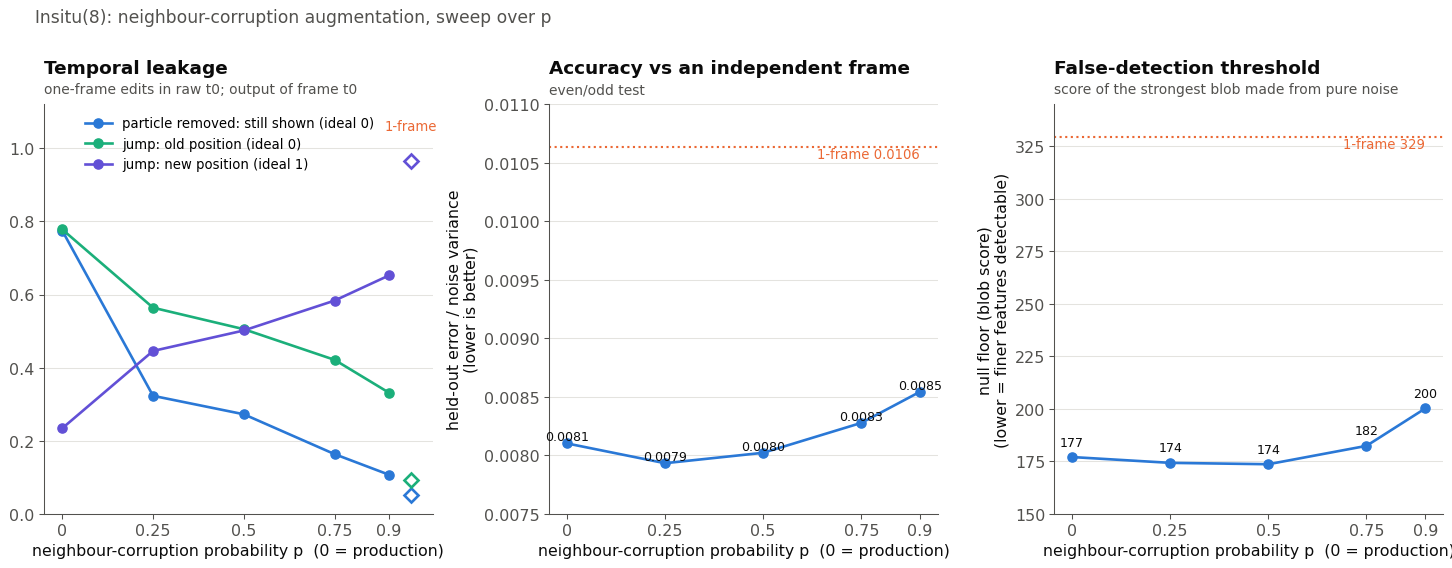 Insitu(8): neighbour-corruption augmentation, sweep over p
Temporal leakage
one-frame edits in raw t0; output of frame t0
particle removed: still shown (ideal 0)
jump: old position (ideal 0)
jump: new position (ideal 1)
1-frame
1.0
0.8
0.6
0.4
0.2
0.0
0
0.25
0.5
0.75
0.9
neighbour-corruption probability p  (0 = production)
Accuracy vs an independent frame
even/odd test
held-out error / noise variance
(lower is better)
0.0110
0.0105
0.0100
0.0095
0.0090
0.0085
0.0080
0.0075
1-frame 0.0106
0.0081
0.0079
0.0080
0.0083
0.0085
0
0.25
0.5
0.75
0.9
neighbour-corruption probability p  (0 = production)
False-detection threshold
score of the strongest blob made from pure noise
null floor (blob score)
(lower = finer features detectable)
325
300
275
250
225
200
175
150
1-frame 329
177
174
174
182
200
0
0.25
0.5
0.75
0.9
neighbour-corruption probability p  (0 = production)